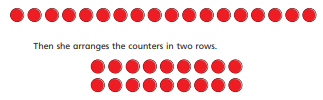 Then she arranges the counters in two rows.